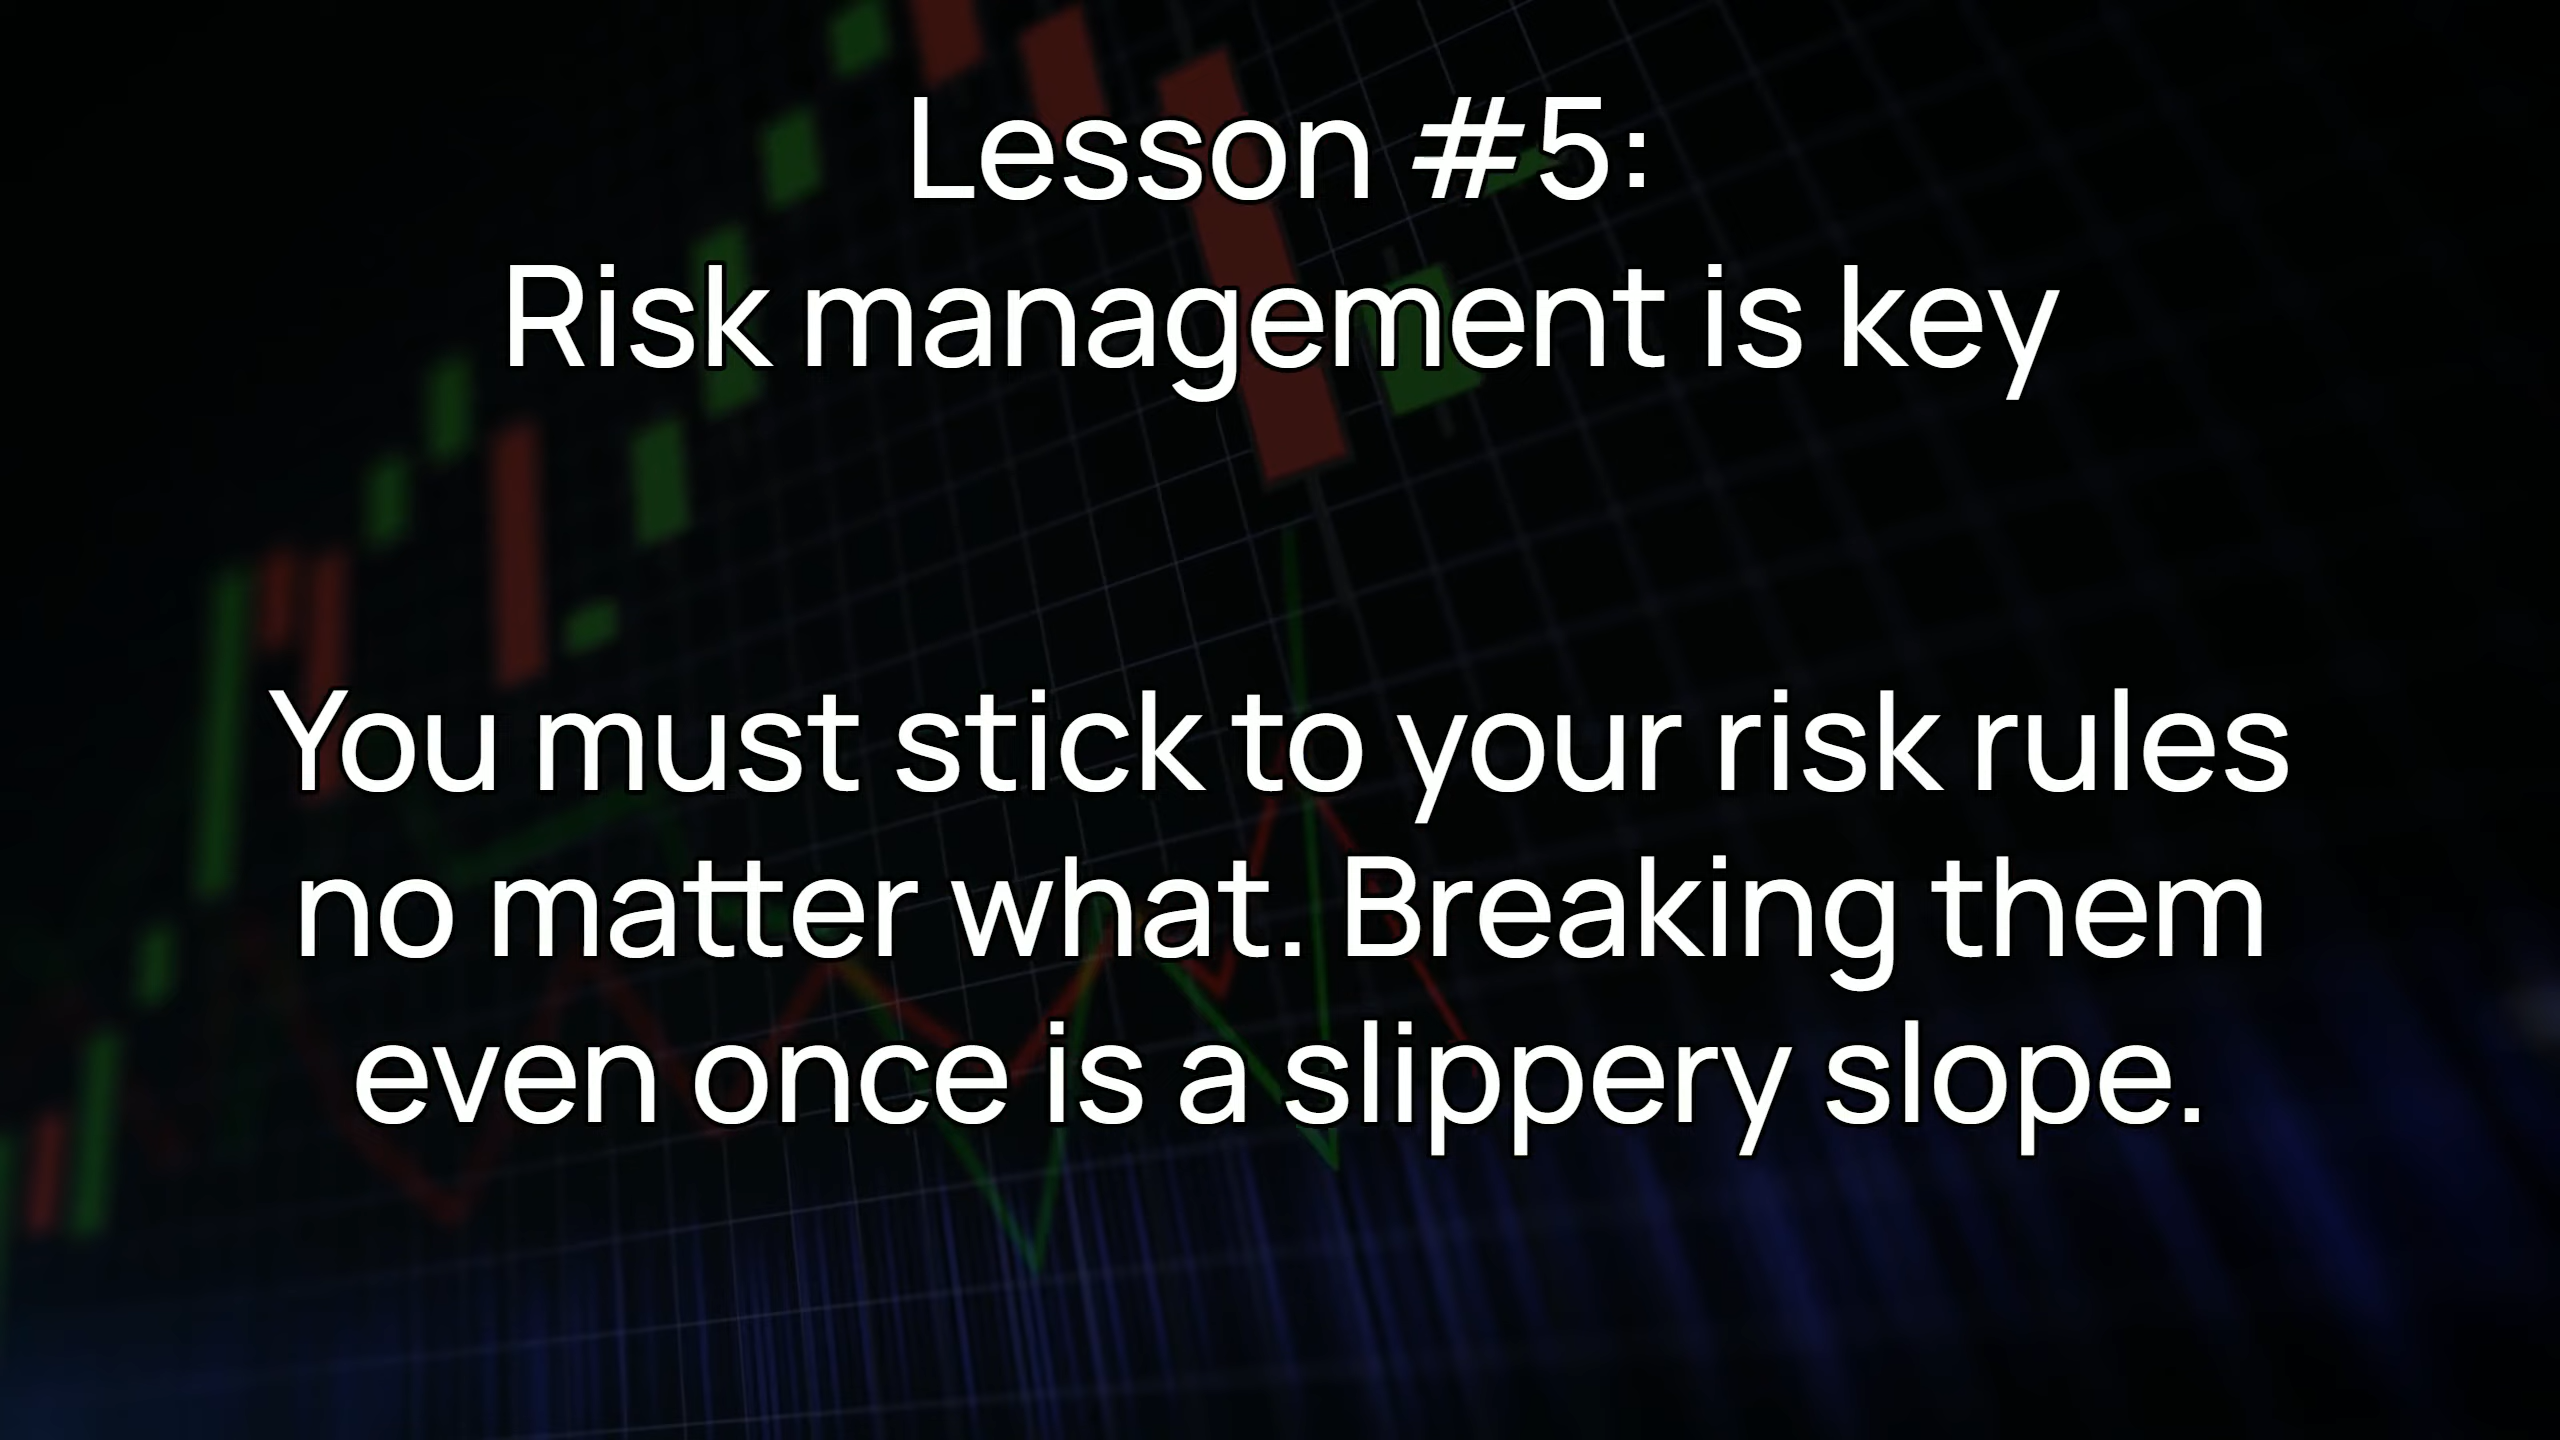 Lesson #5:
Risk management is key
You must stick to your risk rules
no matter what. Breaking them
even once is a slippery slope.